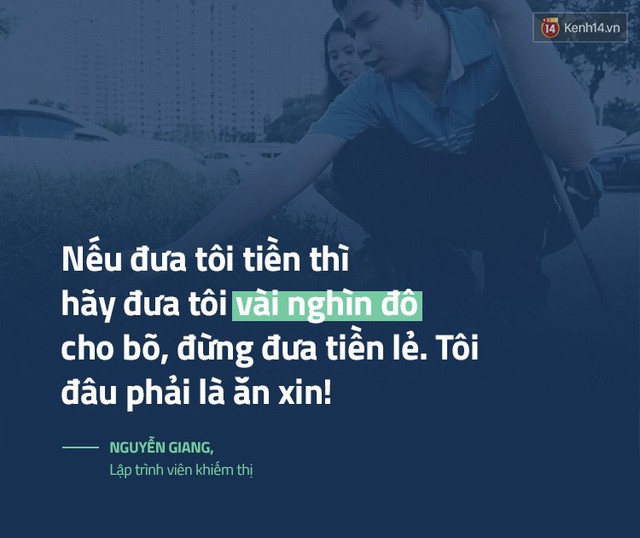 14 Kenh14.vn
Nếu đưa tôi tiền thì
hãy đưa tôi vài nghìn đô
cho bõ, đừng đưa tiền lẻ. Tôi
đâu phải là ăn xin!
NGUYỄN GIANG,
Lập trình viên khiếm thị